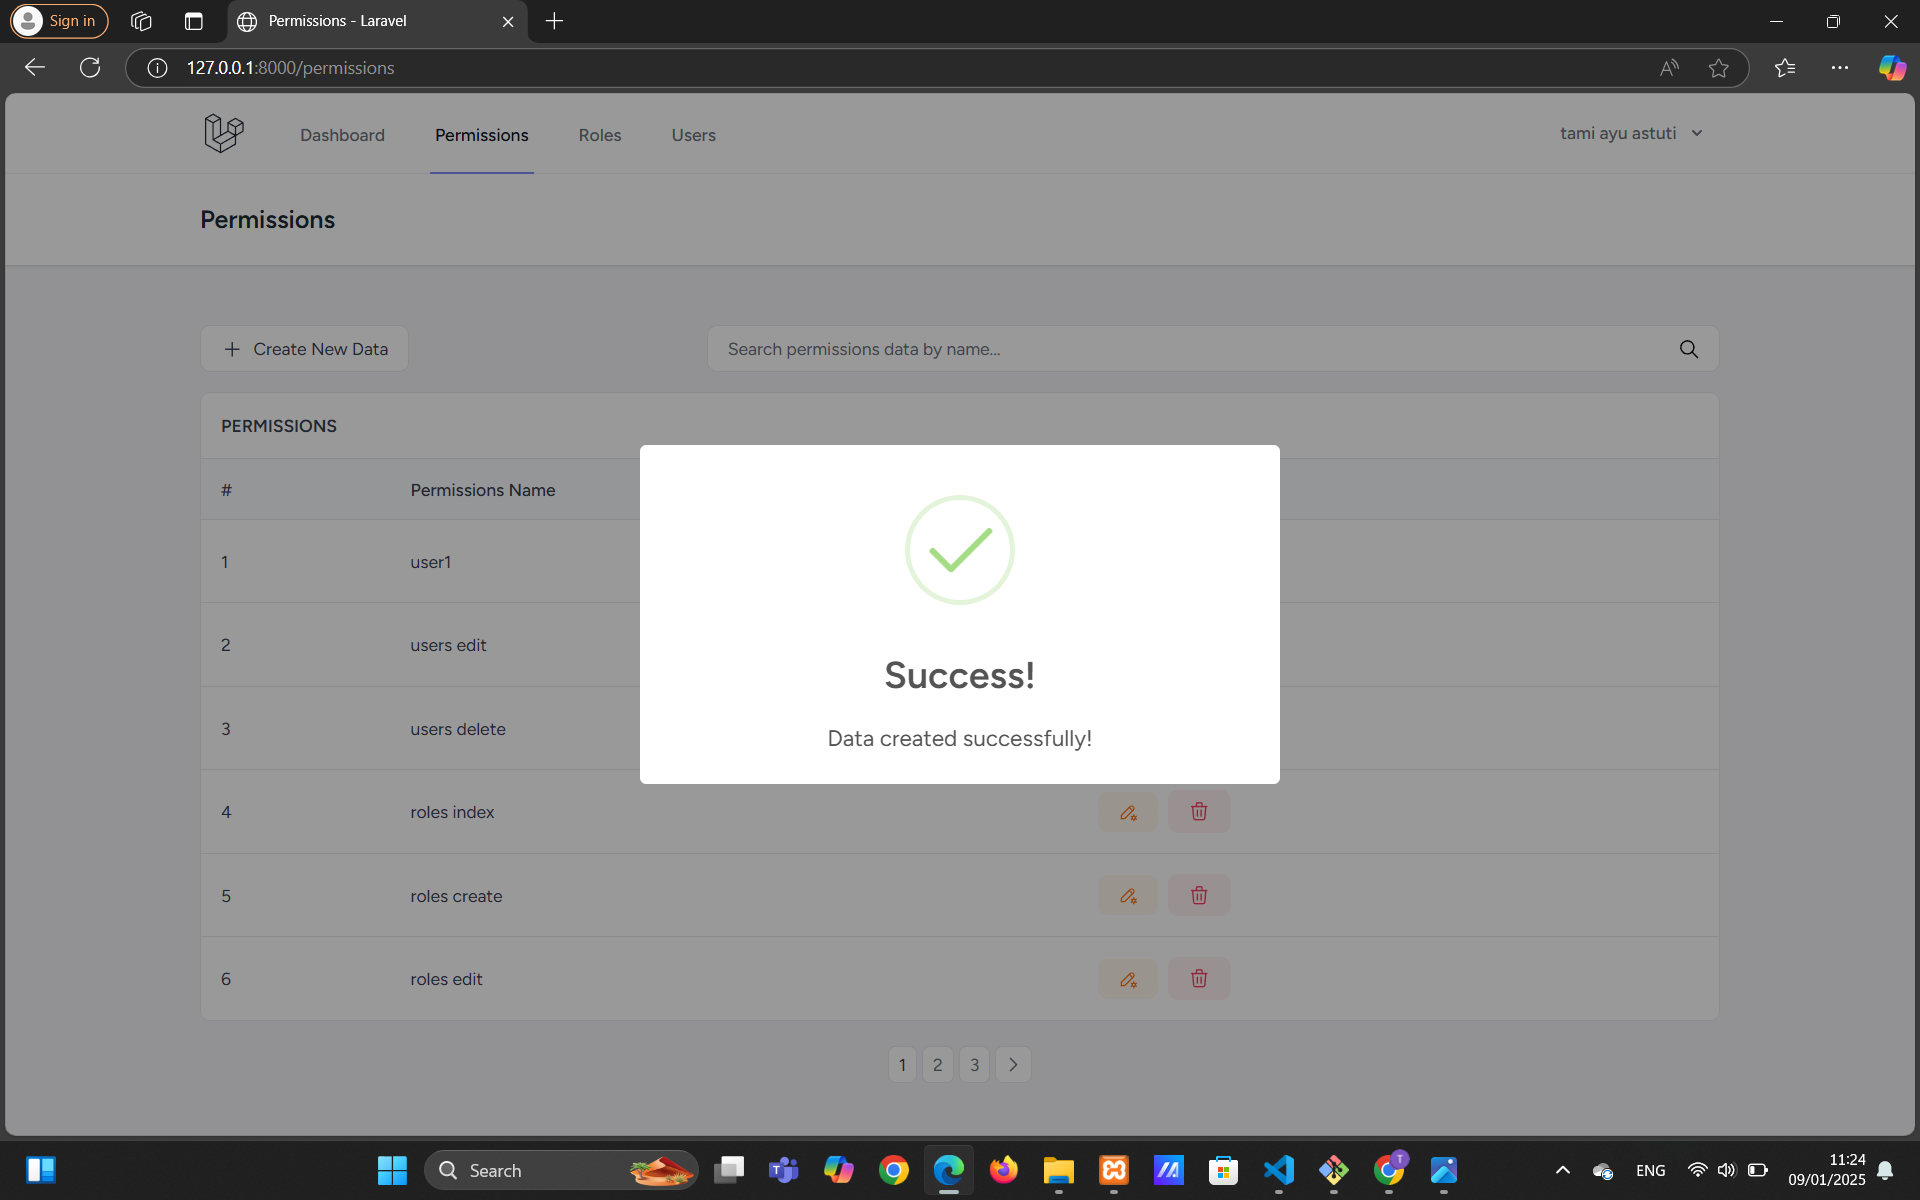 Sign in
Permissions - Laravel
127.0.0.1:8000/permissions
Dashboard Permissions Roles Users
tami ayu astuti
Permissions
Create New Data
Search permissions data by name...
PERMISSIONS
# Permissions Name
1 user1
2 users edit
3 users delete
4 roles index
5 roles create
6 roles edit
Success!
Data created successfully!
1 2 3
Search
ENG
11:24
09/01/2025